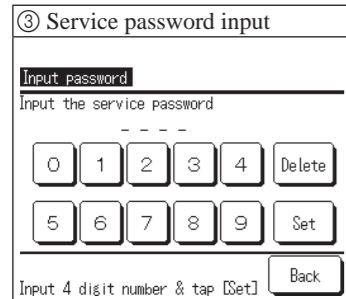 ③ Service password input
Input password
Input the service password
– – – –
0 1 2 3 4 Delete
5 6 7 8 9 Set
Back
Input 4 digit number & tap [Set]